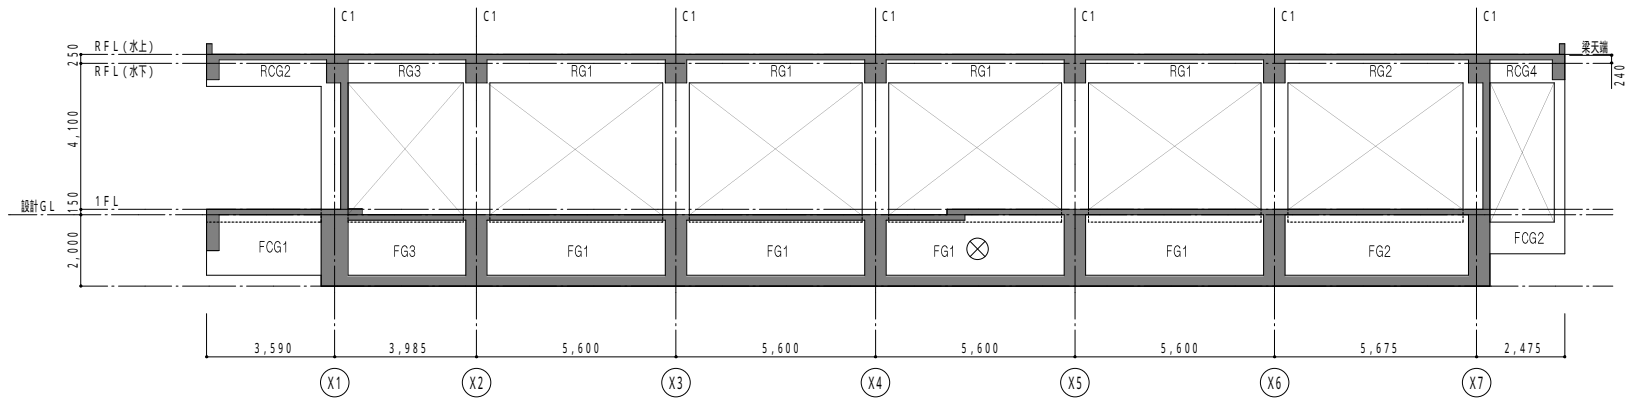 C1 C1 C1 C1 C1 C1 C1
RFL(水上) 梁天端
250
RFL(水下) RCG2 RG3 RG1 RG1 RG1 RG1 RG2 RCG4 240
4,100
1FL
150
設計GL
2,000
FCG1 FG3 FG1 FG1 FG1 FG1 FG2 FCG2
3,590 3,985 5,600 5,600 5,600 5,600 5,675 2,475
X1 X2 X3 X4 X5 X6 X7